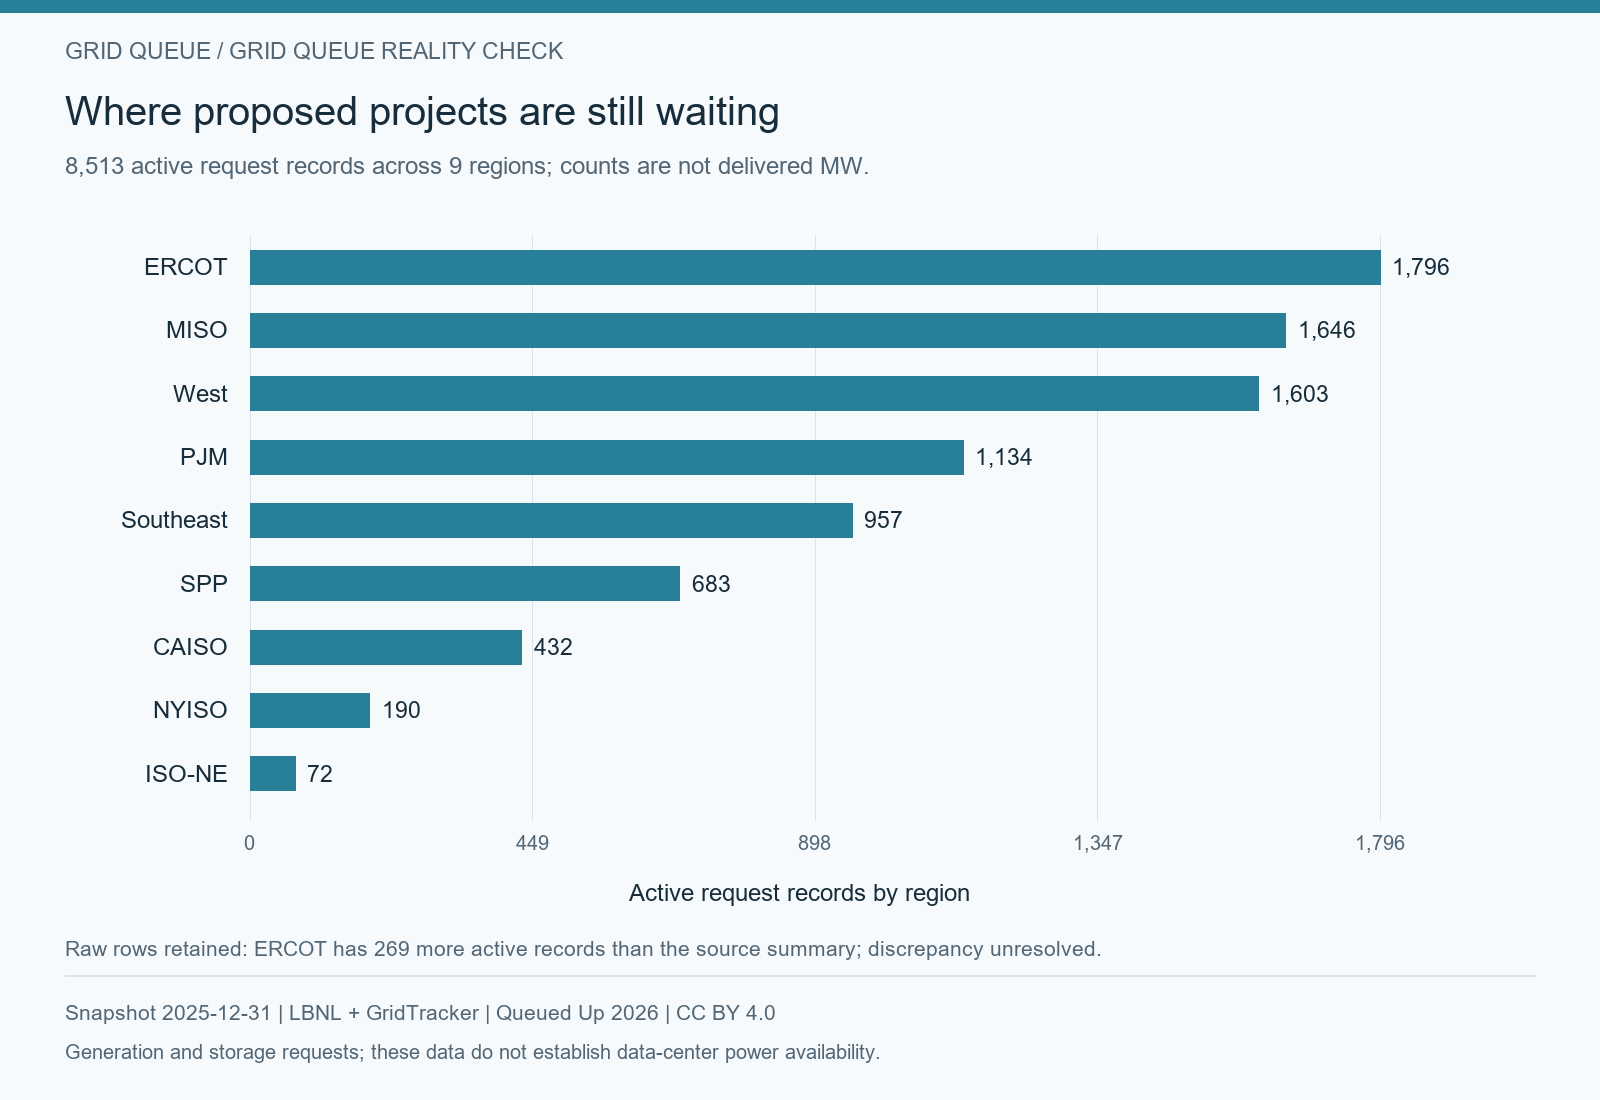 GRID QUEUE / GRID QUEUE REALITY CHECK
Where proposed projects are still waiting
8,513 active request records across 9 regions; counts are not delivered MW.
ERCOT 1,796
MISO 1,646
West 1,603
PJM 1,134
Southeast 957
SPP 683
CAISO 432
NYISO 190
ISO-NE 72
0 449 898 1,347 1,796
Active request records by region
Raw rows retained: ERCOT has 269 more active records than the source summary; discrepancy unresolved.
Snapshot 2025-12-31 | LBNL + GridTracker | Queued Up 2026 | CC BY 4.0
Generation and storage requests; these data do not establish data-center power availability.